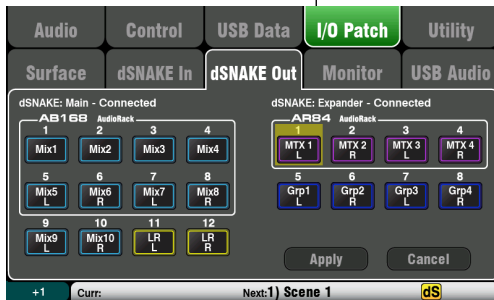 Audio Control USB Data I/O Patch Utility
Surface dSNAKE In dSNAKE Out Monitor USB Audio
dSNAKE: Main - Connected
AB168 AudioRack
1 2 3 4
Mix1 Mix2 Mix3 Mix4
5 6 7 8
Mix5 L Mix6 R Mix7 L Mix8 R
9 10 11 12
Mix9 L Mix10 R LR L LR R
dSNAKE: Expander - Connected
AR84 AudioRack
1 2 3 4
MTX 1 L MTX 2 R MTX 3 L MTX 4 R
5 6 7 8
Grp1 L Grp2 R Grp3 L Grp4 R
Apply Cancel
+1 Curr: Next:1) Scene 1 dS